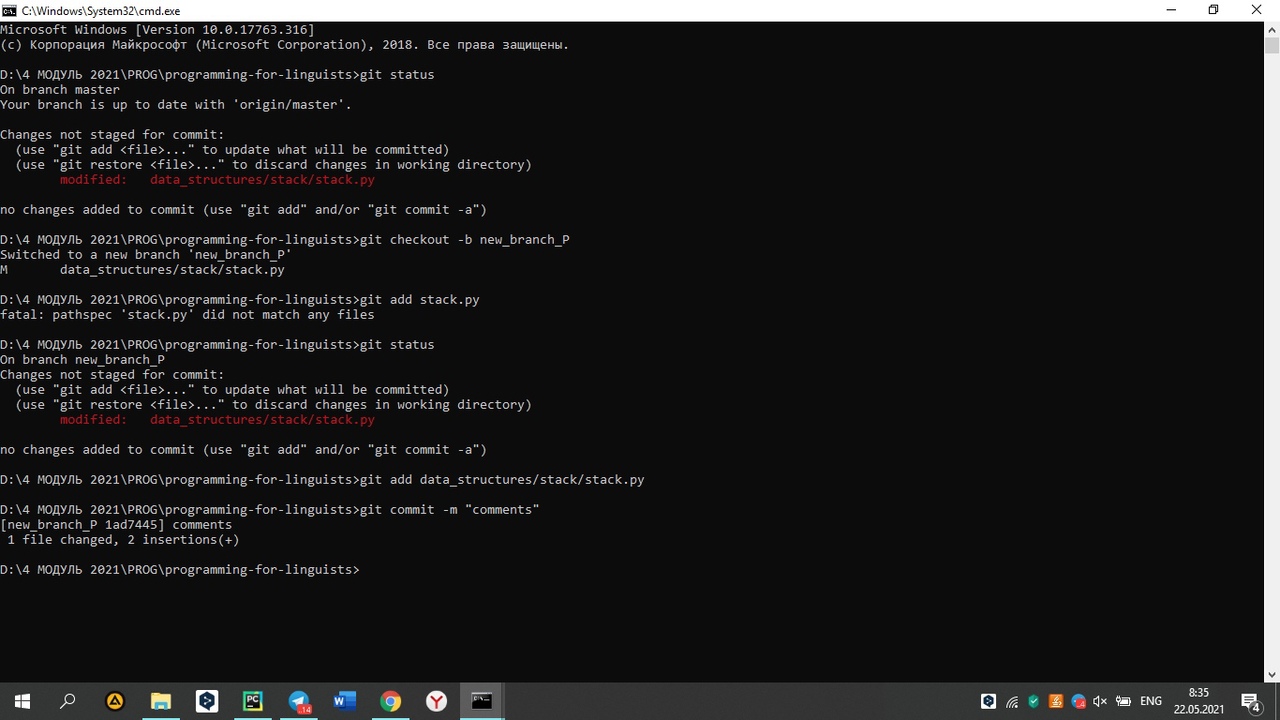 C:\Windows\System32\cmd.exe
Microsoft Windows [Version 10.0.17763.316]
(c) Корпорация Майкрософт (Microsoft Corporation), 2018. Все права защищены.
D:\4 МОДУЛЬ 2021\PROG\programming-for-linguists>git status
On branch master
Your branch is up to date with 'origin/master'.
Changes not staged for commit:
(use "git add <file>..." to update what will be committed)
(use "git restore <file>..." to discard changes in working directory)
modified:   data_structures/stack/stack.py
no changes added to commit (use "git add" and/or "git commit -a")
D:\4 МОДУЛЬ 2021\PROG\programming-for-linguists>git checkout -b new_branch_P
Switched to a new branch 'new_branch_P'
M       data_structures/stack/stack.py
D:\4 МОДУЛЬ 2021\PROG\programming-for-linguists>git add stack.py
fatal: pathspec 'stack.py' did not match any files
D:\4 МОДУЛЬ 2021\PROG\programming-for-linguists>git status
On branch new_branch_P
Changes not staged for commit:
(use "git add <file>..." to update what will be committed)
(use "git restore <file>..." to discard changes in working directory)
modified:   data_structures/stack/stack.py
no changes added to commit (use "git add" and/or "git commit -a")
D:\4 МОДУЛЬ 2021\PROG\programming-for-linguists>git add data_structures/stack/stack.py
D:\4 МОДУЛЬ 2021\PROG\programming-for-linguists>git commit -m "comments"
[new_branch_P 1ad7445] comments
1 file changed, 2 insertions(+)
D:\4 МОДУЛЬ 2021\PROG\programming-for-linguists>
PC
14
W
Y
ENG
8:35
22.05.2021
4